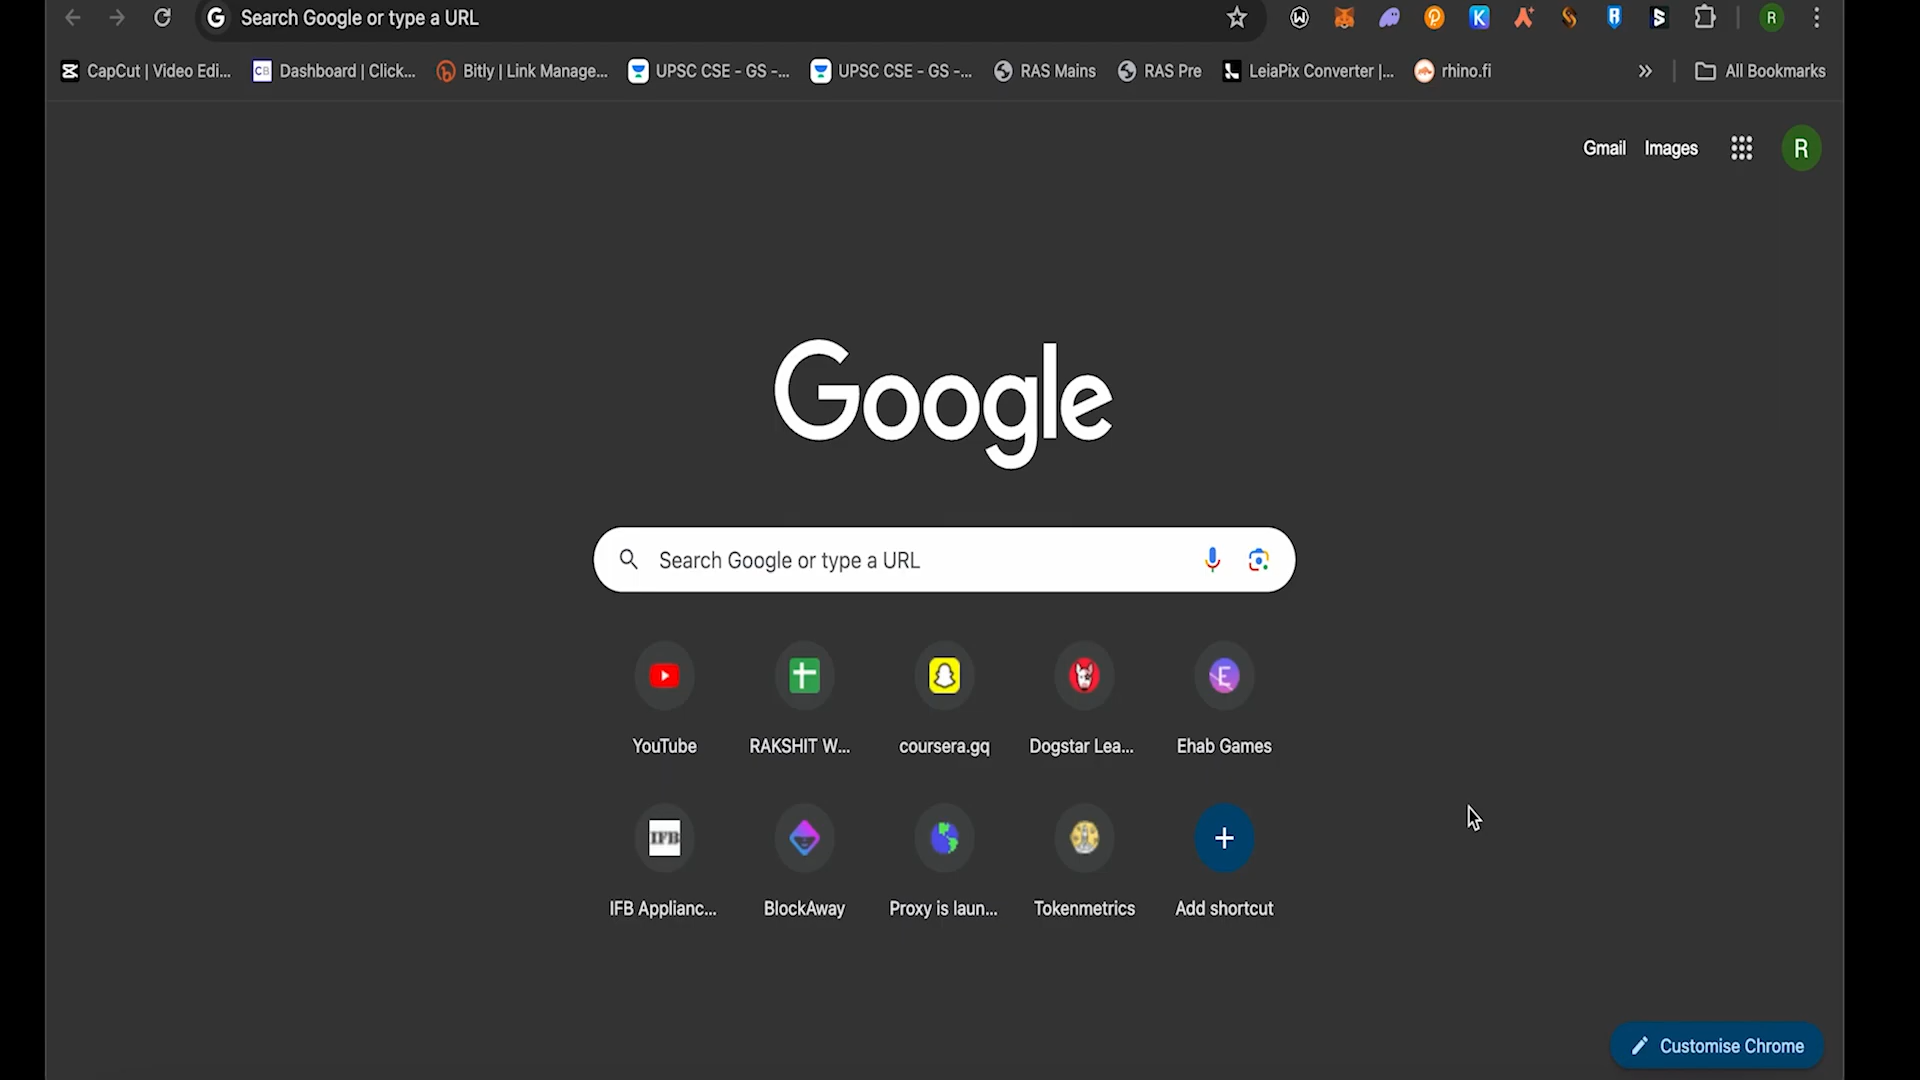 Search Google or type a URL
CapCut | Video Edi...
Dashboard | Click...
Bitly | Link Manage...
UPSC CSE - GS -...
UPSC CSE - GS -...
RAS Mains
RAS Pre
LeiaPix Converter |...
rhino.fi
All Bookmarks
Gmail
Images
R
Google
Search Google or type a URL
YouTube
RAKSHIT W...
coursera.gq
Dogstar Lea...
Ehab Games
IFB
IFB Applianc...
BlockAway
Proxy is laun...
Tokenmetrics
Add shortcut
Customise Chrome